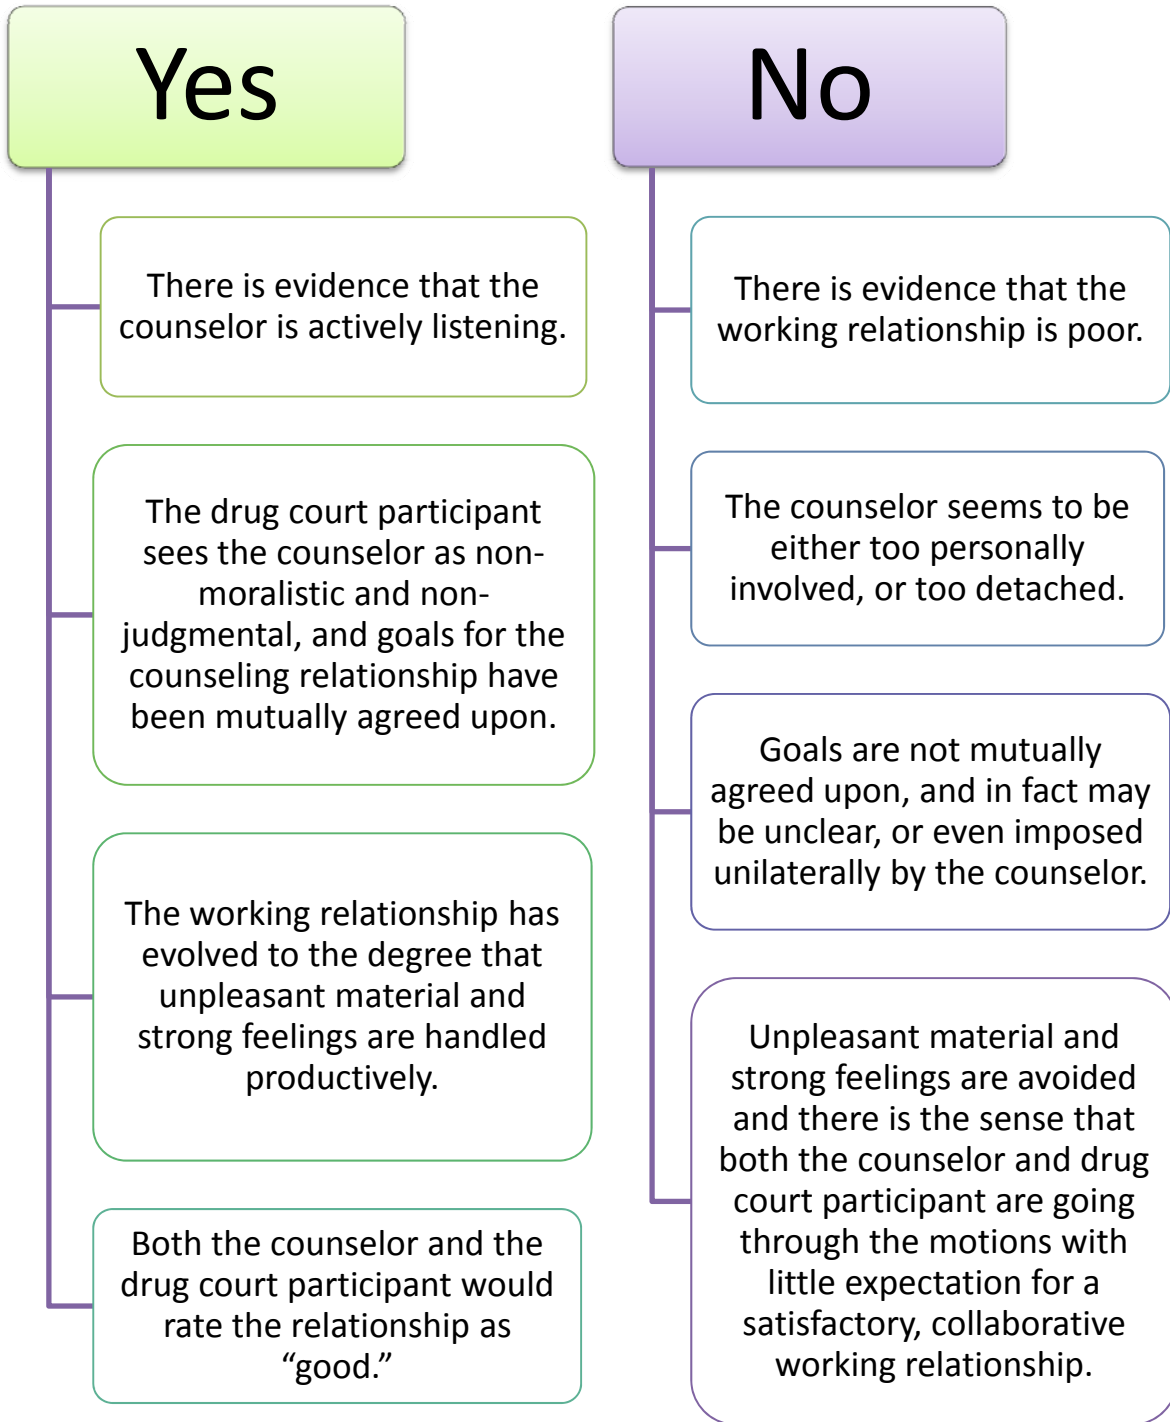 Yes
There is evidence that the
counselor is actively listening.
The drug court participant
sees the counselor as non-
moralistic and non-
judgmental, and goals for the
counseling relationship have
been mutually agreed upon.
The working relationship has
evolved to the degree that
unpleasant material and
strong feelings are handled
productively.
Both the counselor and the
drug court participant would
rate the relationship as
“good.”
No
There is evidence that the
working relationship is poor.
The counselor seems to be
either too personally
involved, or too detached.
Goals are not mutually
agreed upon, and in fact may
be unclear, or even imposed
unilaterally by the counselor.
Unpleasant material and
strong feelings are avoided
and there is the sense that
both the counselor and drug
court participant are going
through the motions with
little expectation for a
satisfactory, collaborative
working relationship.